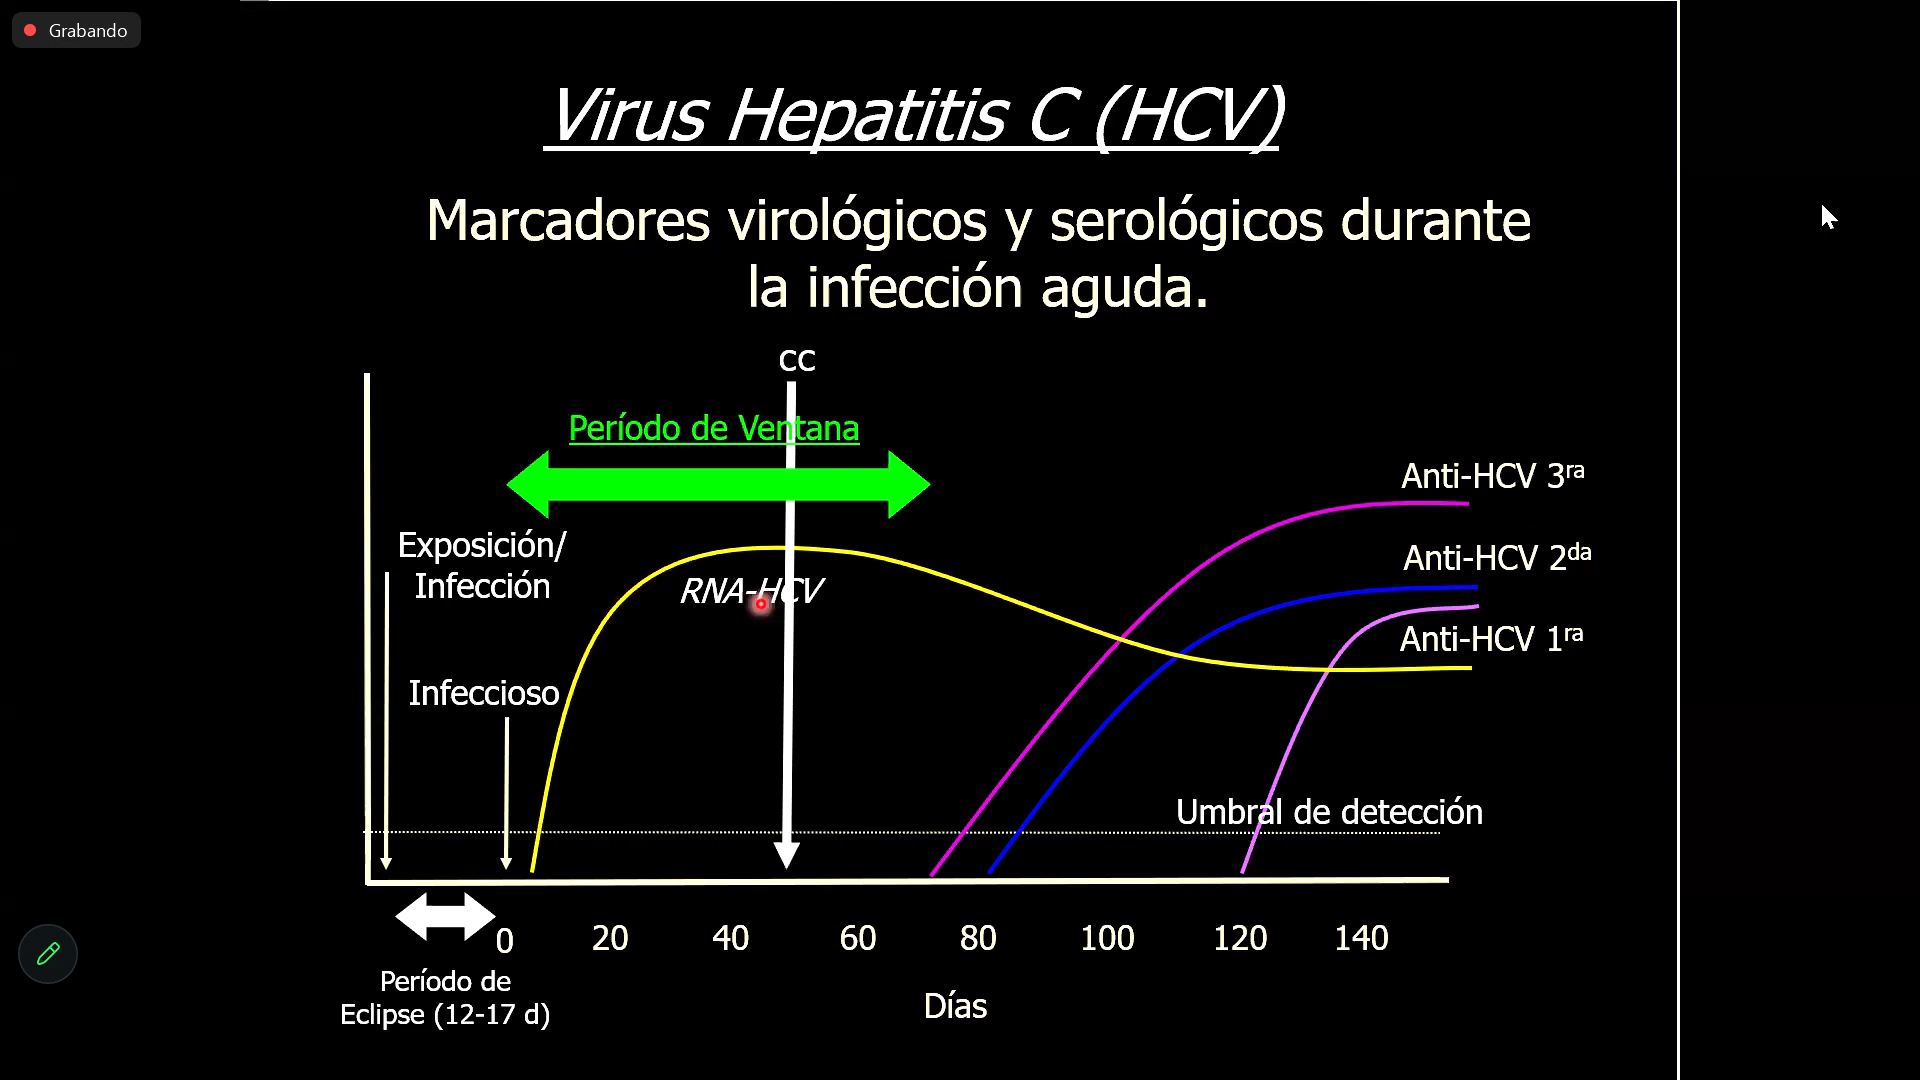 Grabando
Virus Hepatitis C (HCV)
Marcadores virológicos y serológicos durante
la infección aguda.
cc
Período de Ventana
Exposición/
Infección
RNA-HCV
Infeccioso
Anti-HCV 3ra
Anti-HCV 2da
Anti-HCV 1ra
Umbral de detección
0 20 40 60 80 100 120 140
Período de
Eclipse (12-17 d)
Días